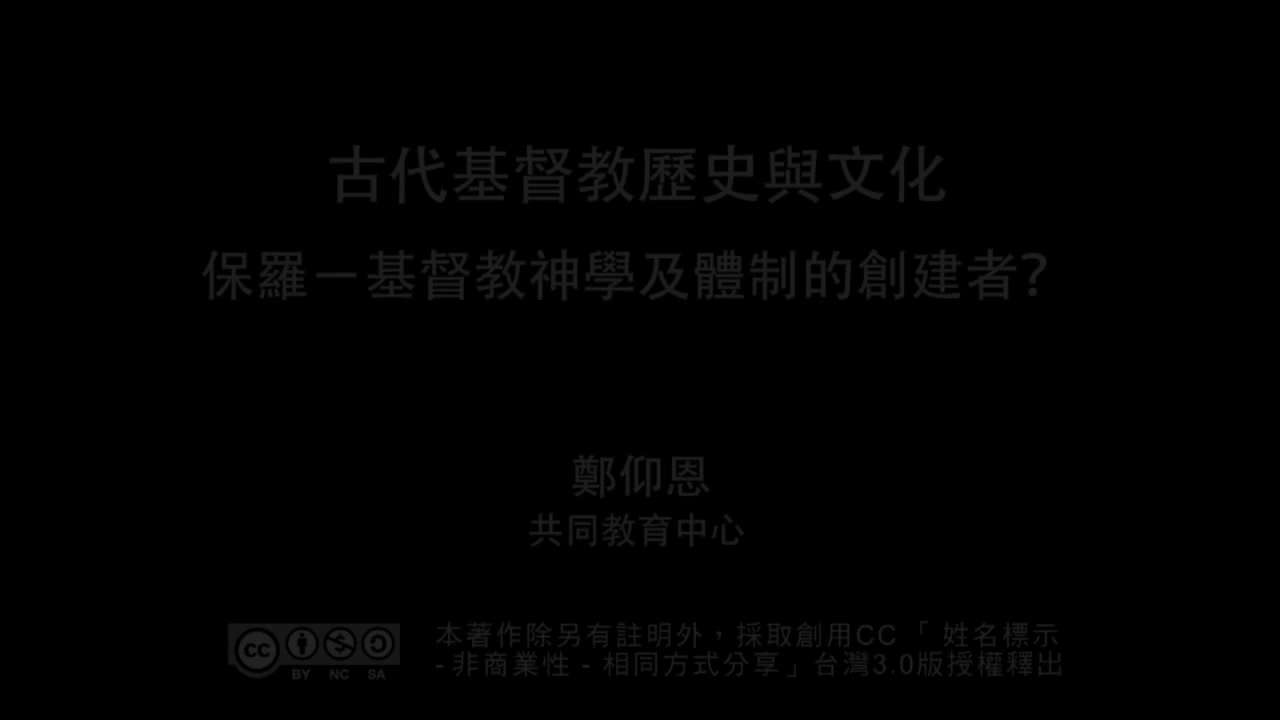 古代基督教歷史與文化
保羅－基督教神學及體制的創建者?
鄭仰恩
共同教育中心
cc BY NC SA
本著作除另有註明外，採取創用CC「 姓名標示
- 非商業性 - 相同方式分享」台灣3.0版授權釋出